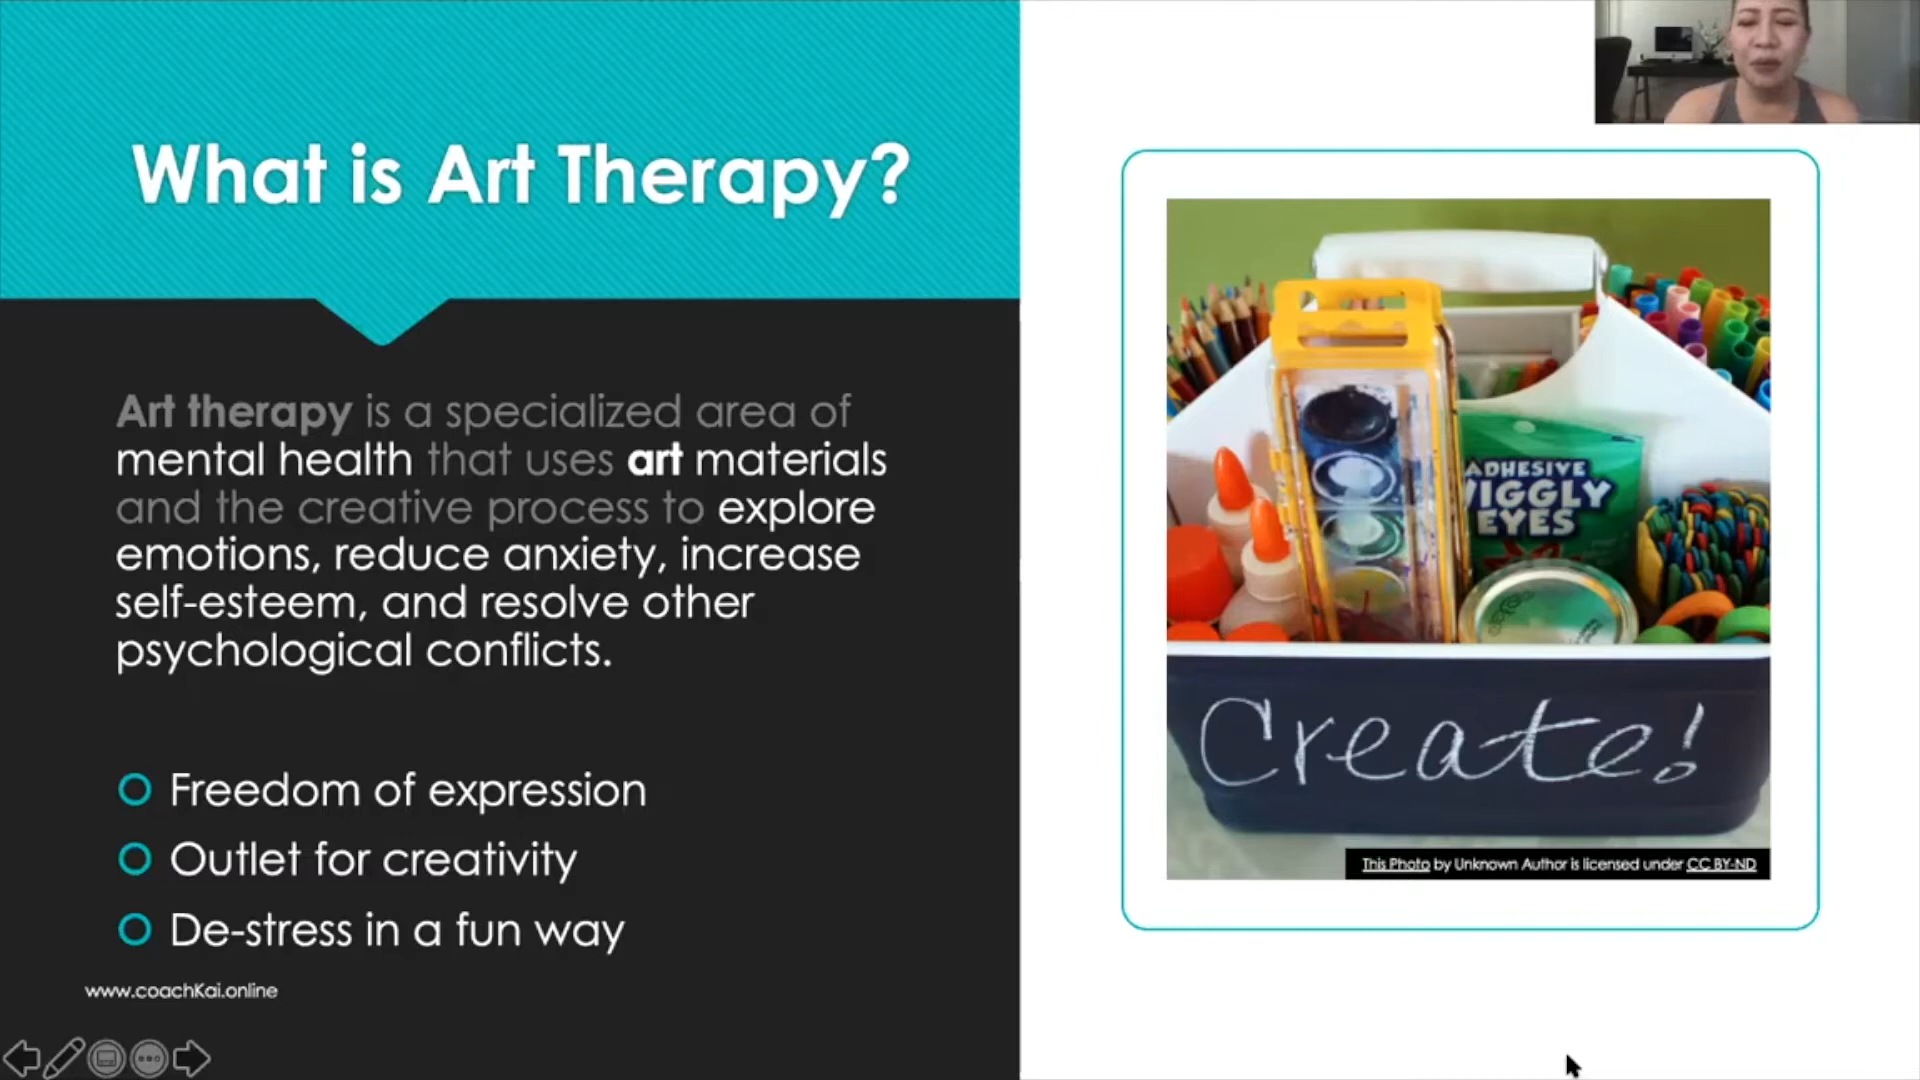 What is Art Therapy?
Art therapy is a specialized area of
mental health that uses art materials
and the creative process to explore
emotions, reduce anxiety, increase
self-esteem, and resolve other
psychological conflicts.
Freedom of expression
Outlet for creativity
De-stress in a fun way
www.coachKai.online
ADHESIVE
WIGGLY
EYES
Create!
This Photo by Unknown Author is licensed under CC BY-ND